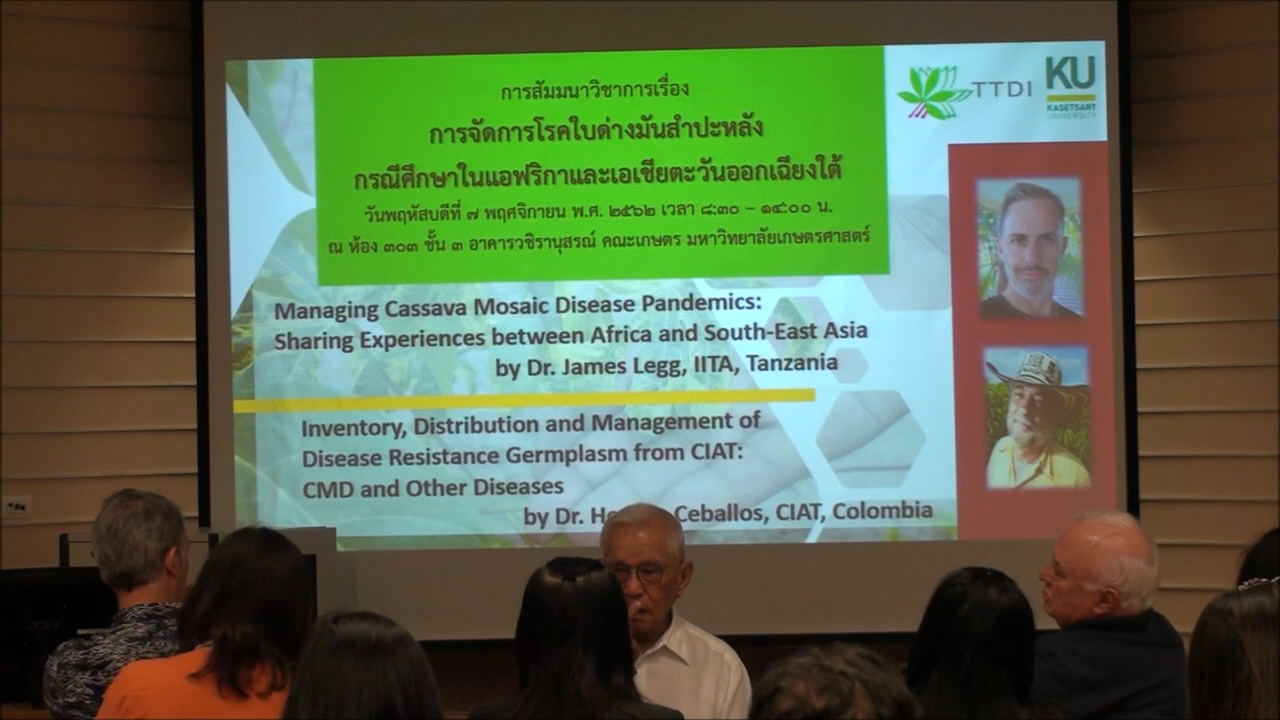 การสัมมนาวิชาการเรื่อง
การจัดการโรคใบด่างมันสำปะหลัง
กรณีศึกษาในแอฟริกาและเอเชียตะวันออกเฉียงใต้
วันพฤหัสบดีที่ ๗ พฤศจิกายน พ.ศ. ๒๕๖๒ เวลา ๘:๓๐ – ๑๔:๐๐ น.
ณ ห้อง ๓๐๓ ชั้น ๓ อาคารวชิรานุสรณ์ คณะเกษตร มหาวิทยาลัยเกษตรศาสตร์
TTDI
KU
KASETSART
UNIVERSITY
Managing Cassava Mosaic Disease Pandemics:
Sharing Experiences between Africa and South-East Asia
by Dr. James Legg, IITA, Tanzania
Inventory, Distribution and Management of
Disease Resistance Germplasm from CIAT:
CMD and Other Diseases
by Dr. Ceballos, CIAT, Colombia